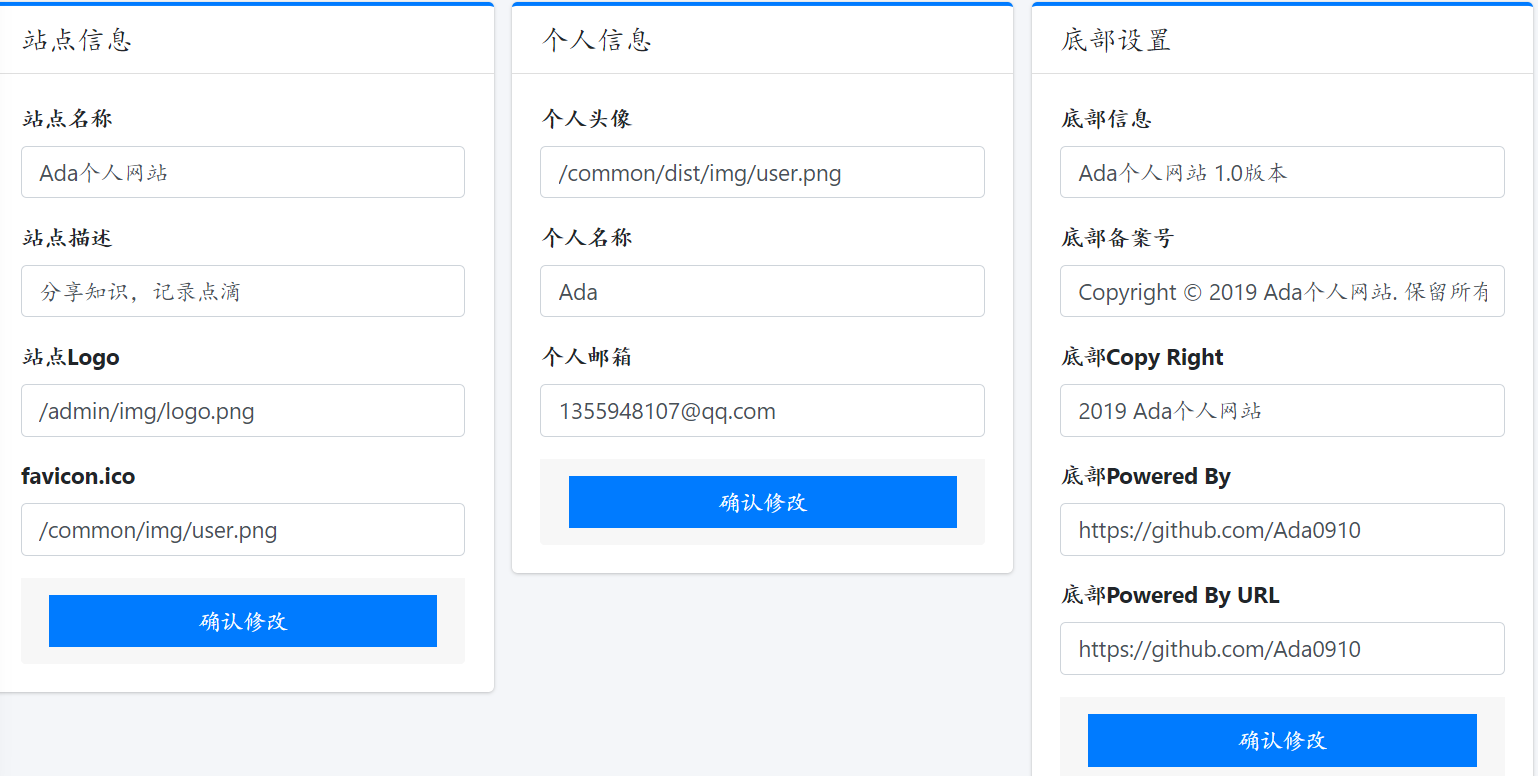 站点信息
站点名称
Ada个人网站
站点描述
分享知识，记录点滴
站点Logo
/admin/img/logo.png
favicon.ico
/common/img/user.png
确认修改
个人信息
个人头像
/common/dist/img/user.png
个人名称
Ada
个人邮箱
1355948107@qq.com
确认修改
底部设置
底部信息
Ada个人网站 1.0版本
底部备案号
Copyright © 2019 Ada个人网站. 保留所有
底部Copy Right
2019 Ada个人网站
底部Powered By
https://github.com/Ada0910
底部Powered By URL
https://github.com/Ada0910
确认修改